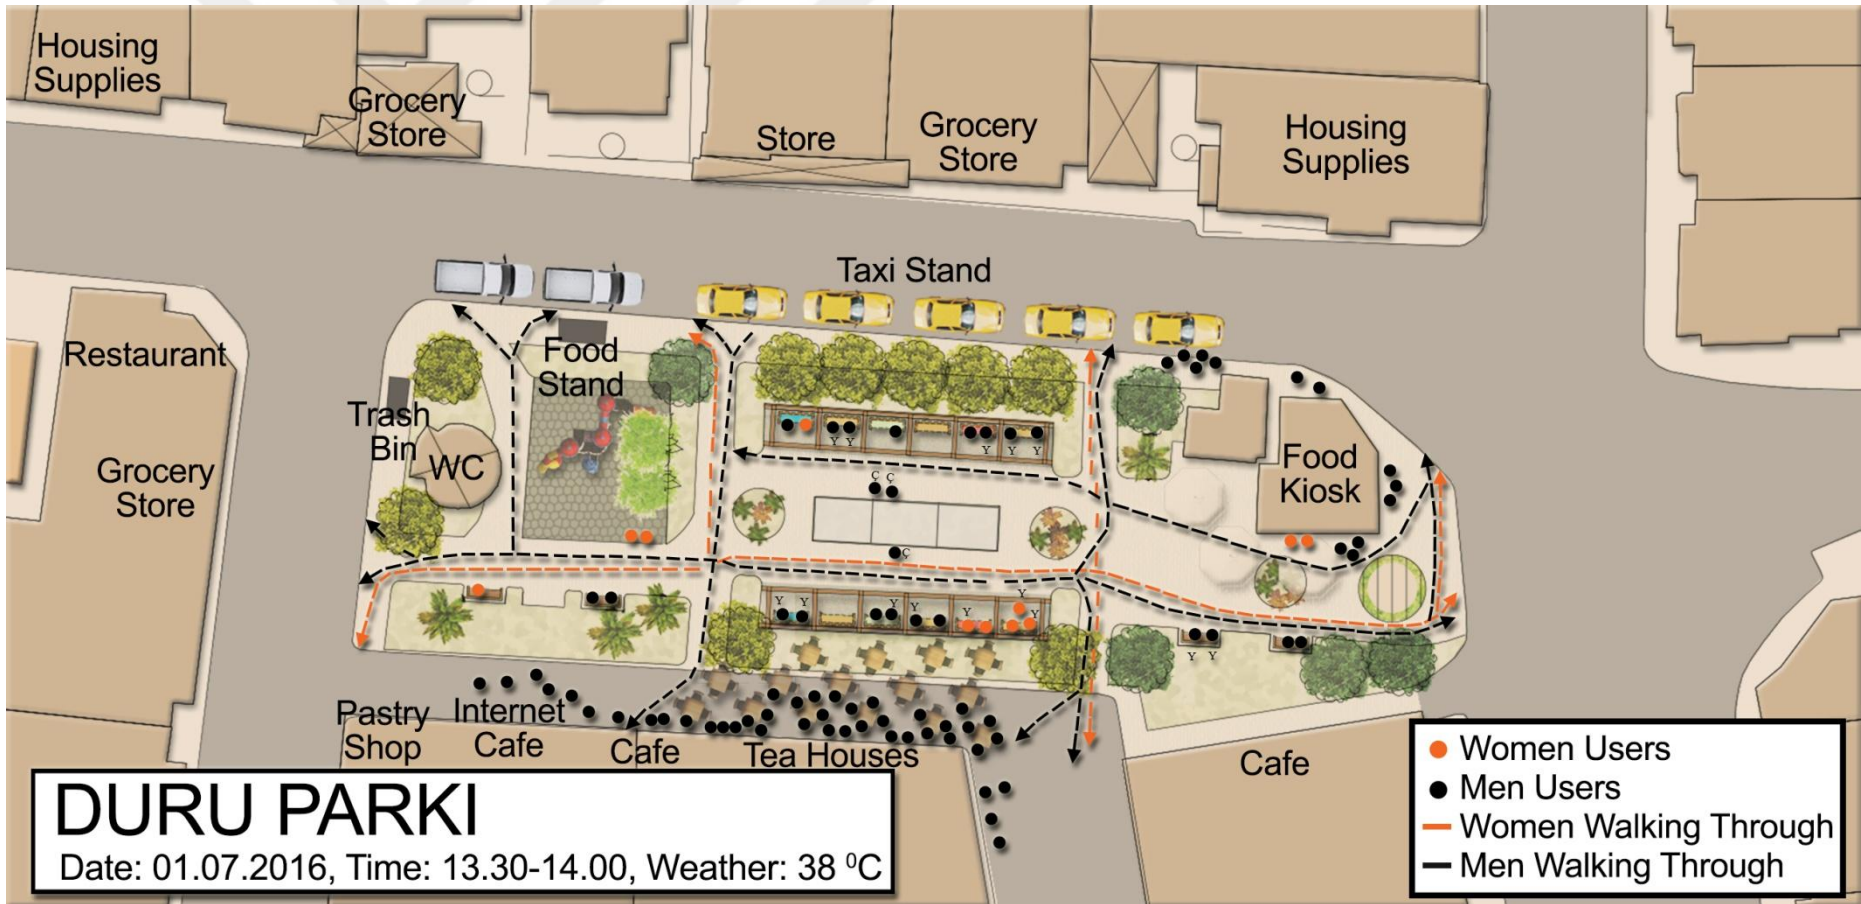 Housing
Supplies
Grocery
Store
Store
Grocery
Store
Housing
Supplies
Taxi Stand
Restaurant
Food
Stand
Trash
Bin
WC
Grocery
Store
Food
Kiosk
Y Y
Y
Y Y
Ç Ç
Ç
Y Y
Y
Y
Y
Y
Y
Y Y
Pastry
Shop
Internet
Cafe
Cafe
Tea Houses
Cafe
DURU PARKI
Date: 01.07.2016, Time: 13.30-14.00, Weather: 38 ⁰C
Women Users
Men Users
Women Walking Through
Men Walking Through